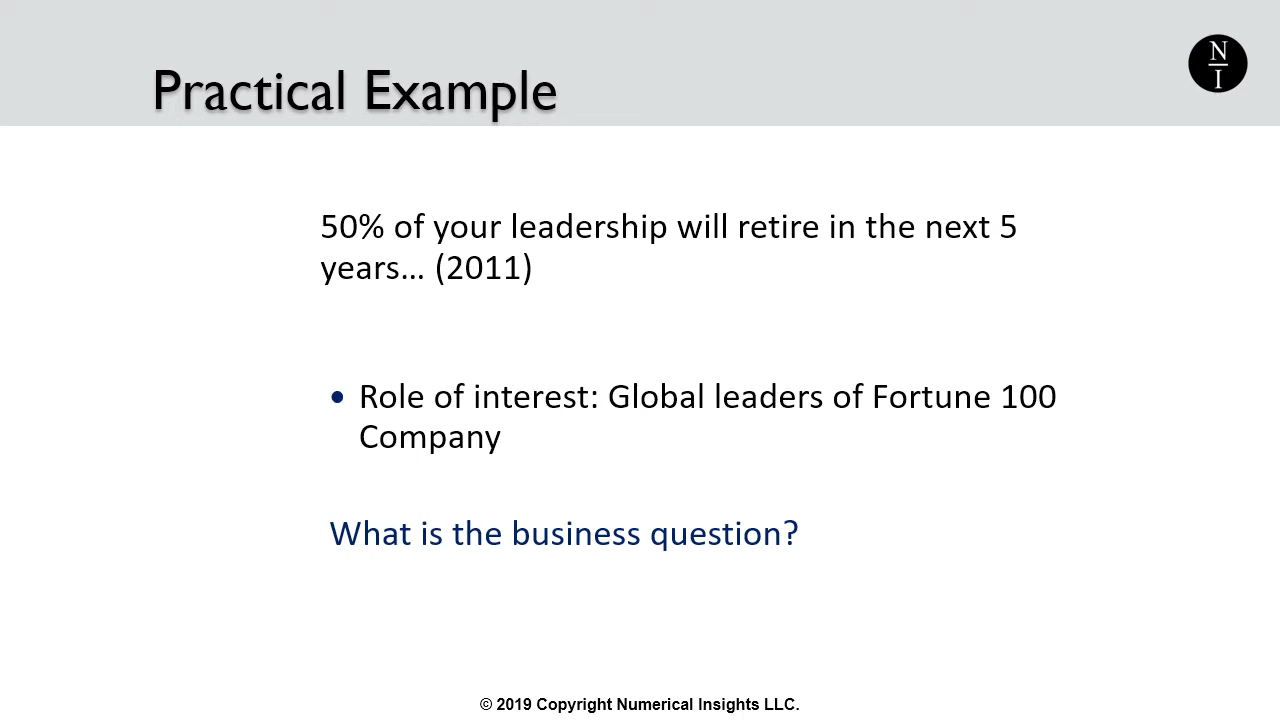 N
I
Practical Example
50% of your leadership will retire in the next 5
years... (2011)
• Role of interest: Global leaders of Fortune 100
Company
What is the business question?
© 2019 Copyright Numerical Insights LLC.